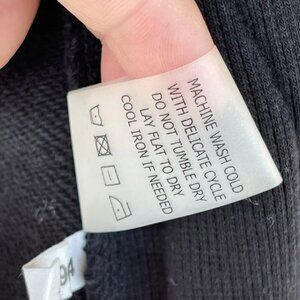 MACHINE WASH COLD
WITH DELICATE CYCLE
DO NOT TUMBLE DRY
LAY FLAT TO DRY
COOL IRON IF NEEDED